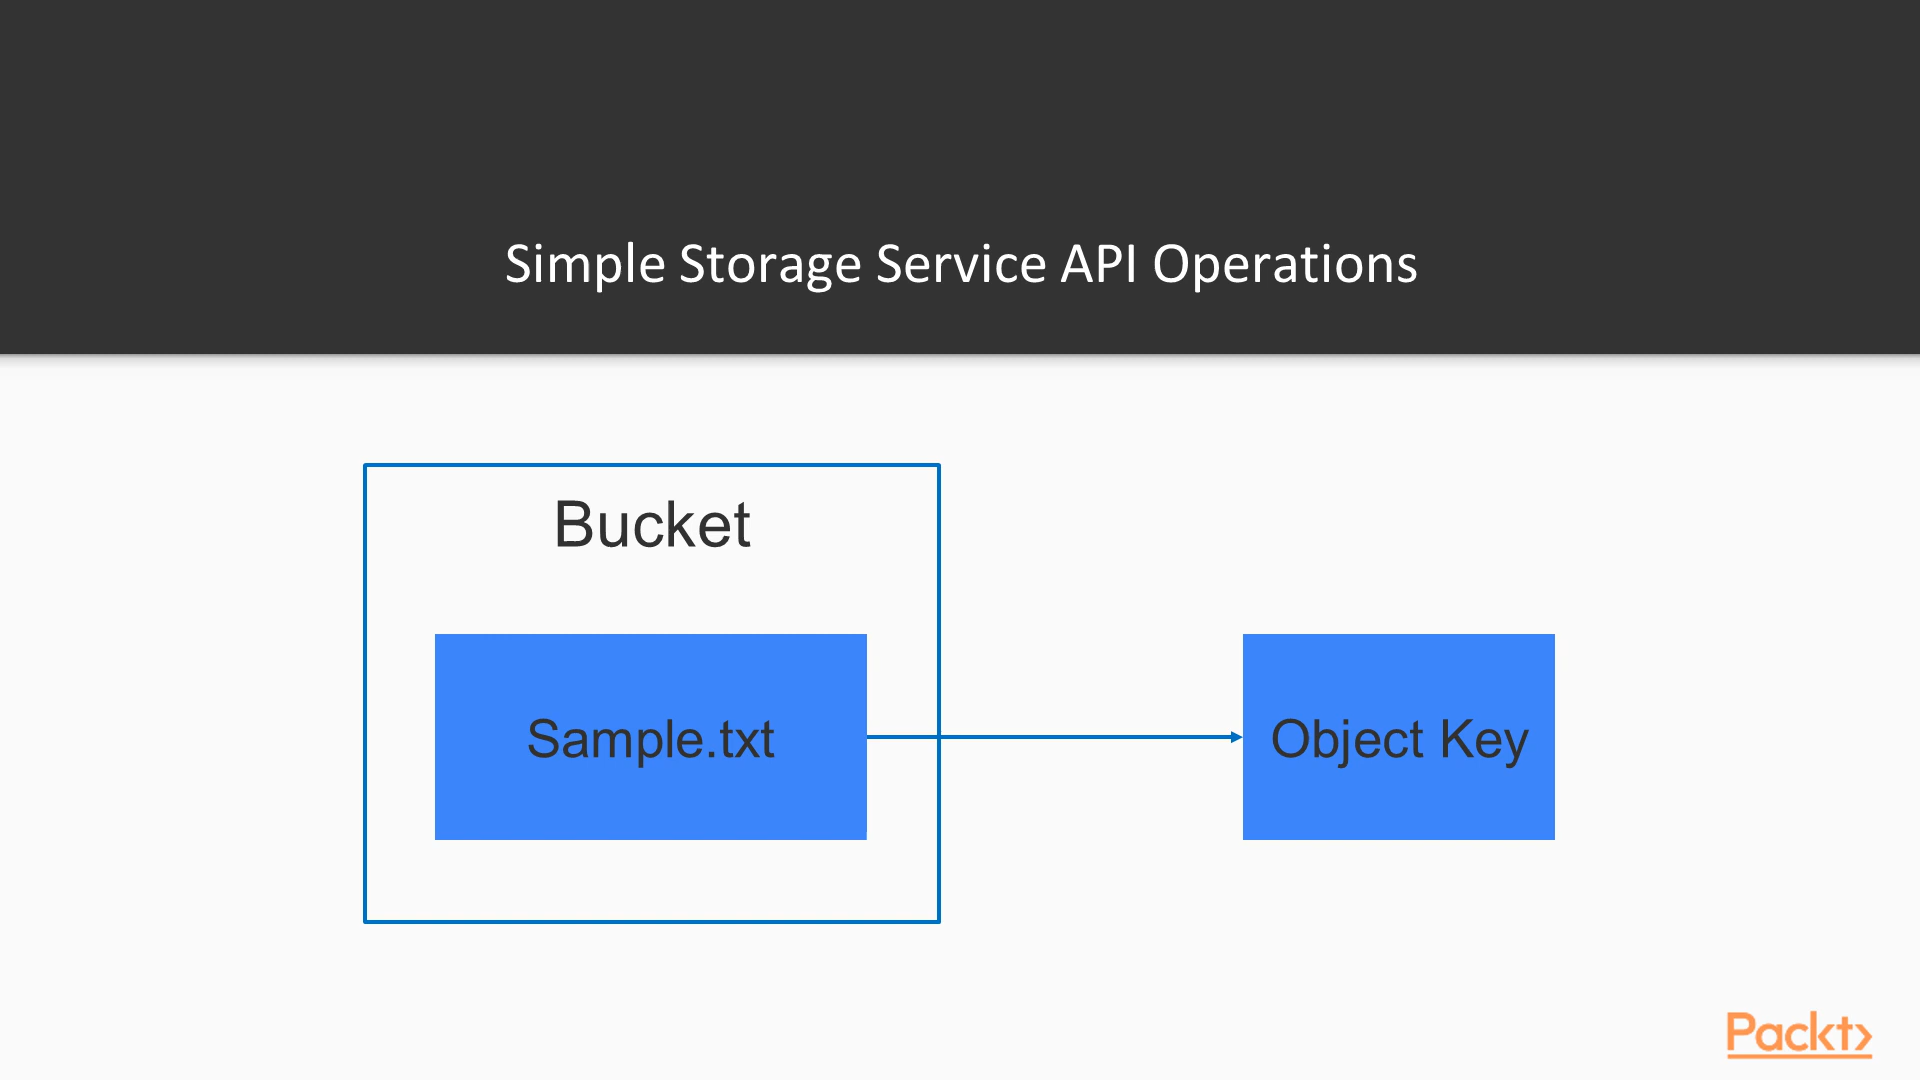 Simple Storage Service API Operations
Bucket
Sample.txt
Object Key
Packt